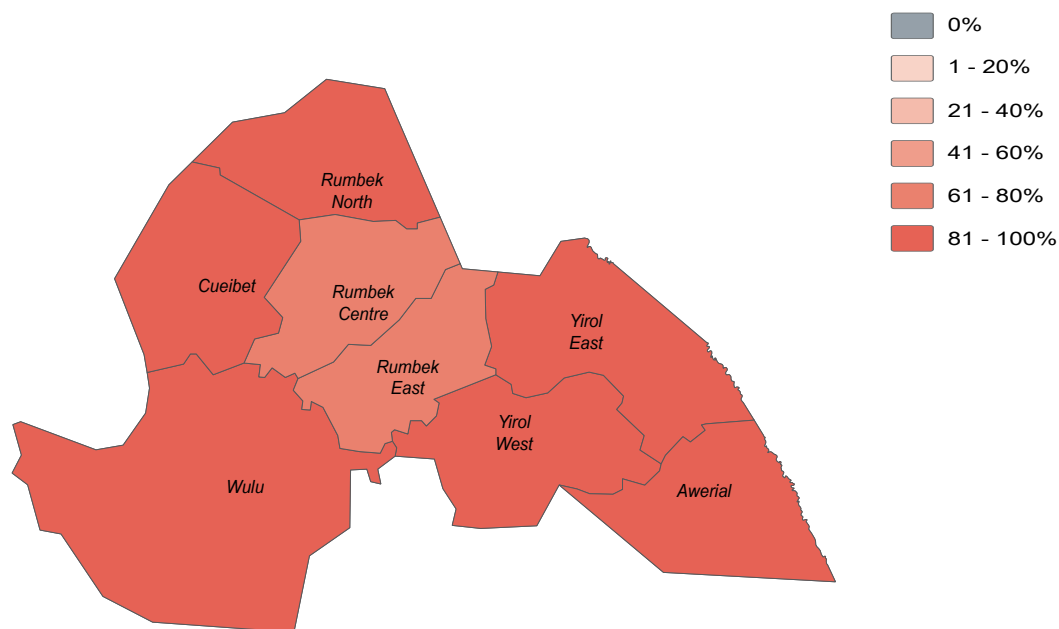 0%
1 - 20%
21 - 40%
41 - 60%
61 - 80%
81 - 100%
Rumbek
North
Cueibet
Rumbek
Centre
Yirol
East
Rumbek
East
Yirol
West
Wulu
Awerial